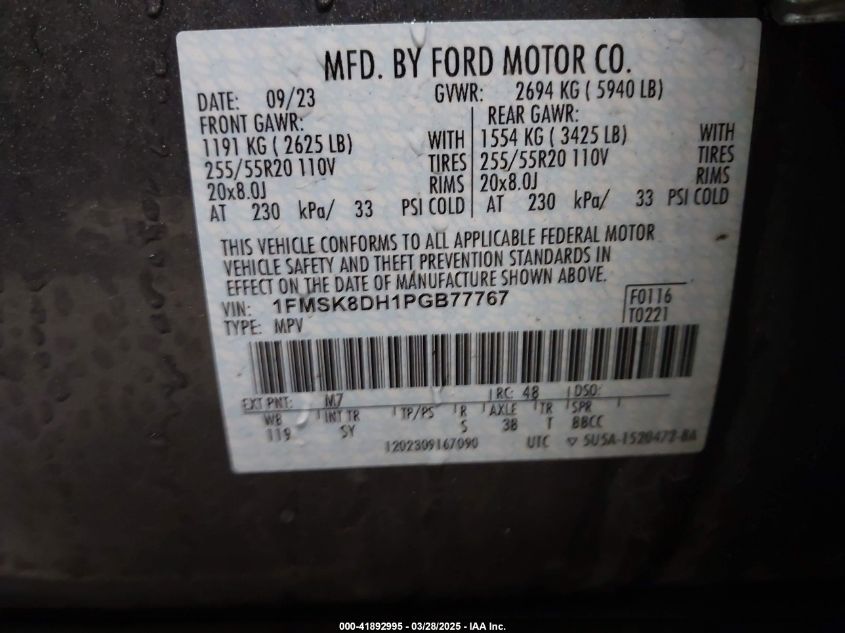 MFD. BY FORD MOTOR CO.
DATE: 09/23 GVWR: 2694 KG ( 5940 LB)
FRONT GAWR: REAR GAWR:
1191 KG ( 2625 LB) WITH 1554 KG ( 3425 LB) WITH
255/55R20 110V TIRES 255/55R20 110V TIRES
20x8.0J RIMS 20x8.0J RIMS
AT 230 kPa/ 33 PSI COLD AT 230 kPa/ 33 PSI COLD
THIS VEHICLE CONFORMS TO ALL APPLICABLE FEDERAL MOTOR
VEHICLE SAFETY AND THEFT PREVENTION STANDARDS IN
EFFECT ON THE DATE OF MANUFACTURE SHOWN ABOVE.
VIN: 1FMSK8DH1PGB77767 F0116
TYPE: MPV T0221
EXT PNT: M7 RC: 48 DSO:
WB INT TR TP/PS R AXLE TR SPR
119 SY S 38 T BBCC
1202309167090 UTC 5U5A-1520472-BA
000-41892995 - 03/28/2025 - IAA Inc.